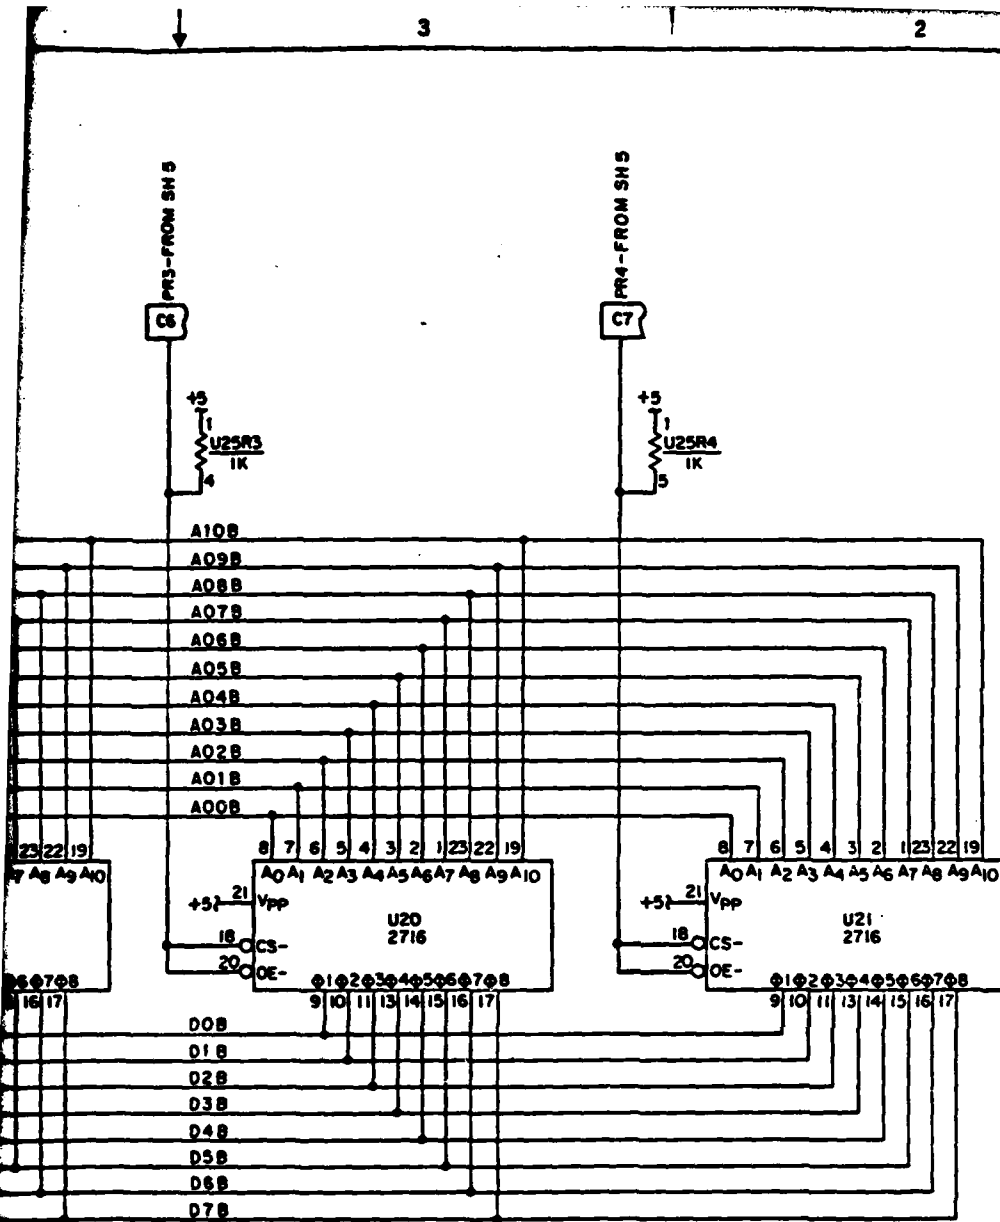 3 2
PR3-FROM SH 5
PR4-FROM SH 5
C6
C7
+5
1
U25R3
1K
4
+5
1
U25R4
1K
5
A10B
A09B
A08B
A07B
A06B
A05B
A04B
A03B
A02B
A01B
A00B
23 22 19
7 A8 A9 A10
8 7 6 5 4 3 2 1 23 22 19
A0 A1 A2 A3 A4 A5 A6 A7 A8 A9 A10
8 7 6 5 4 3 2 1 23 22 19
A0 A1 A2 A3 A4 A5 A6 A7 A8 A9 A10
+5 21 VPP
U20
2716
18 CS-
20 OE-
+5 21 VPP
U21
2716
18 CS-
20 OE-
Φ6 Φ7 Φ8
16 17
Φ1 Φ2 Φ3 Φ4 Φ5 Φ6 Φ7 Φ8
9 10 11 13 14 15 16 17
Φ1 Φ2 Φ3 Φ4 Φ5 Φ6 Φ7 Φ8
9 10 11 13 14 15 16 17
D0B
D1B
D2B
D3B
D4B
D5B
D6B
D7B